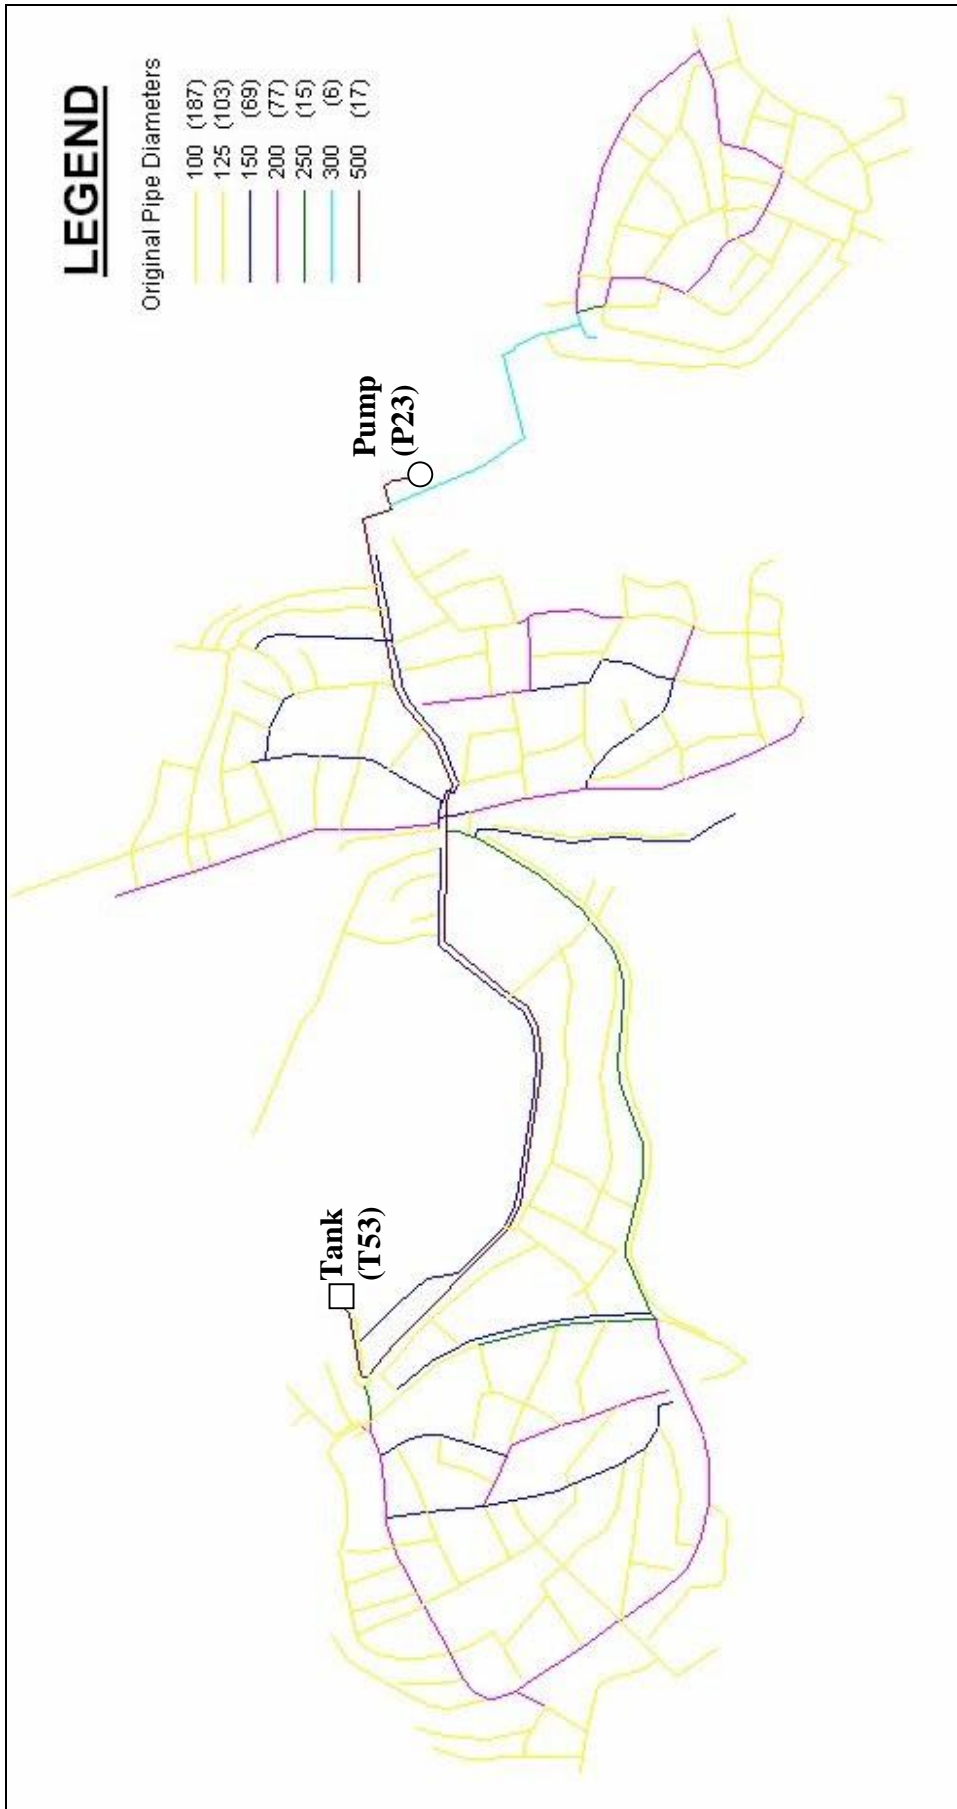 LEGEND
Original Pipe Diameters
100 (187)
125 (103)
150 (69)
200 (77)
250 (15)
300 (6)
500 (17)
Pump
(P23)
Tank
(T53)